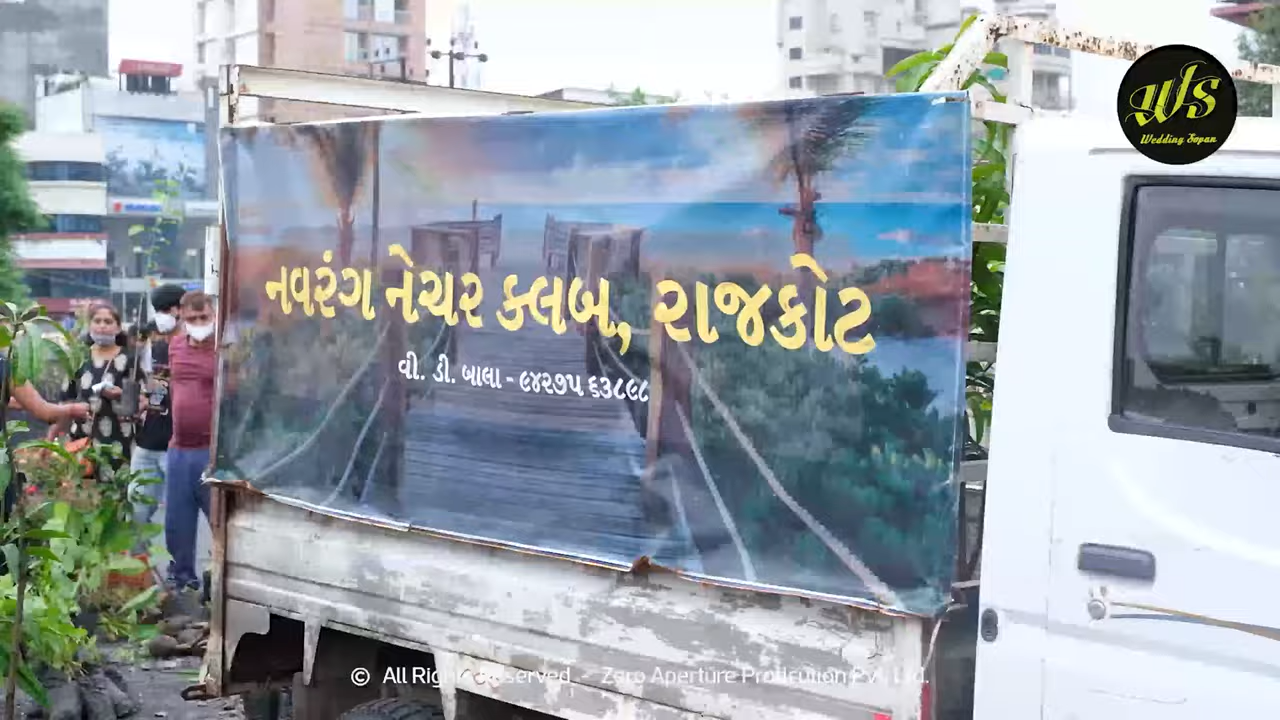 WS
Wedding Sopan
નવરંગ નેચર ક્લબ, રાજકોટ
વી. ડી. બાલા - ૯૪૨૭૫ ૬૩૮૯૮
© All Rights Reserved - Zero Aperture Production Pvt. Ltd.